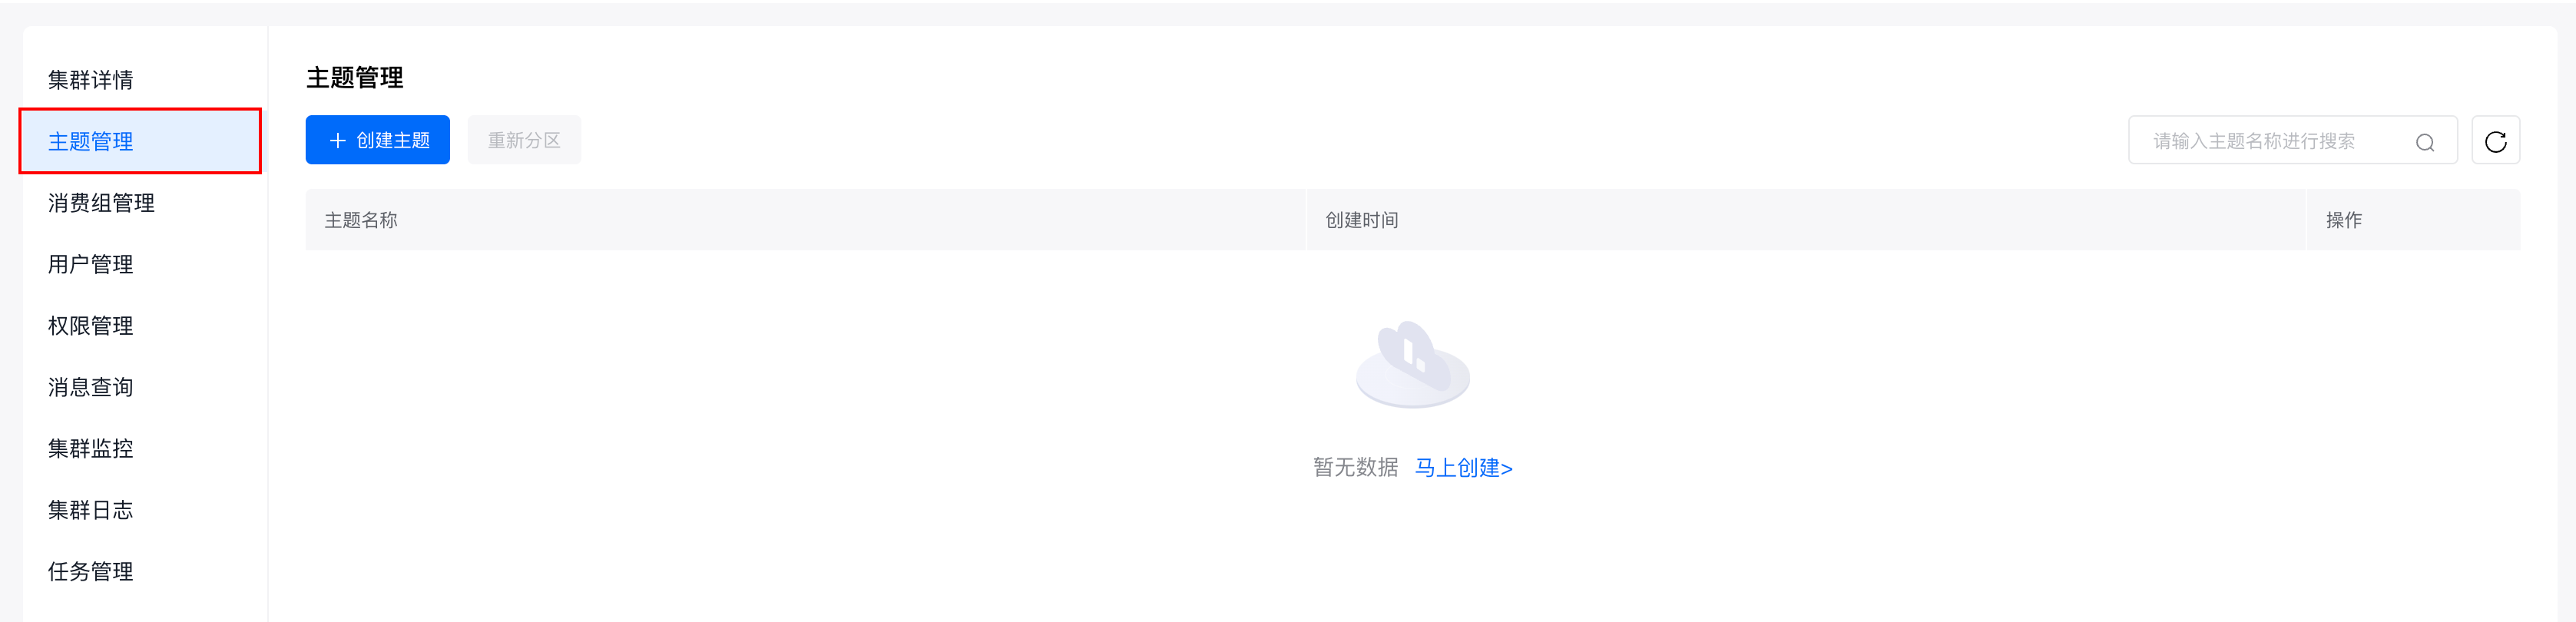 集群详情
主题管理
消费组管理
用户管理
权限管理
消息查询
集群监控
集群日志
任务管理
主题管理
创建主题 重新分区 请输入主题名称进行搜索
主题名称 创建时间 操作
暂无数据 马上创建>